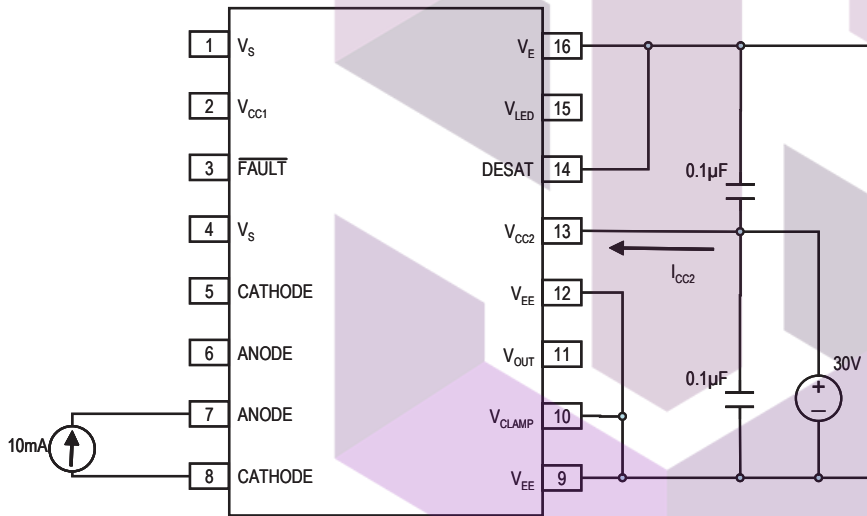 1 V_S
2 V_CC1
3 FAULT
4 V_S
5 CATHODE
6 ANODE
7 ANODE
8 CATHODE
V_E 16
V_LED 15
DESAT 14
V_CC2 13
V_EE 12
V_OUT 11
V_CLAMP 10
V_EE 9
10mA
0.1µF
I_CC2
0.1µF
30V
+
–